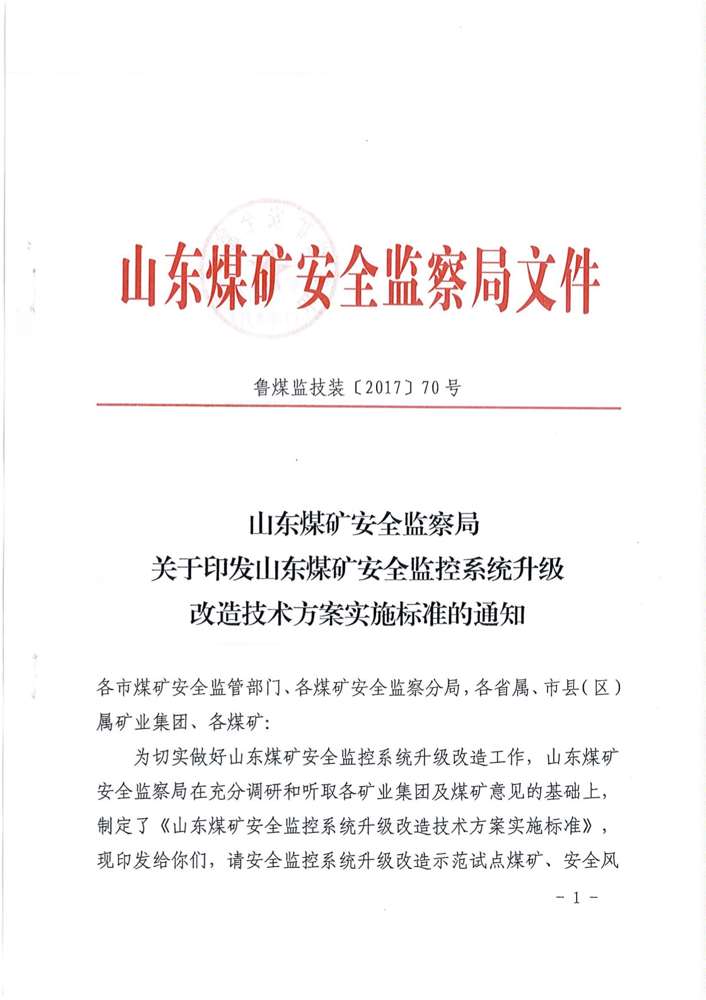 山东煤矿安全监察局文件
鲁煤监技装〔2017〕70号
山东煤矿安全监察局
关于印发山东煤矿安全监控系统升级
改造技术方案实施标准的通知
各市煤矿安全监管部门、各煤矿安全监察分局，各省属、市县（区）
属矿业集团、各煤矿：
为切实做好山东煤矿安全监控系统升级改造工作，山东煤矿
安全监察局在充分调研和听取各矿业集团及煤矿意见的基础上，
制定了《山东煤矿安全监控系统升级改造技术方案实施标准》，
现印发给你们，请安全监控系统升级改造示范试点煤矿、安全风
- 1 -